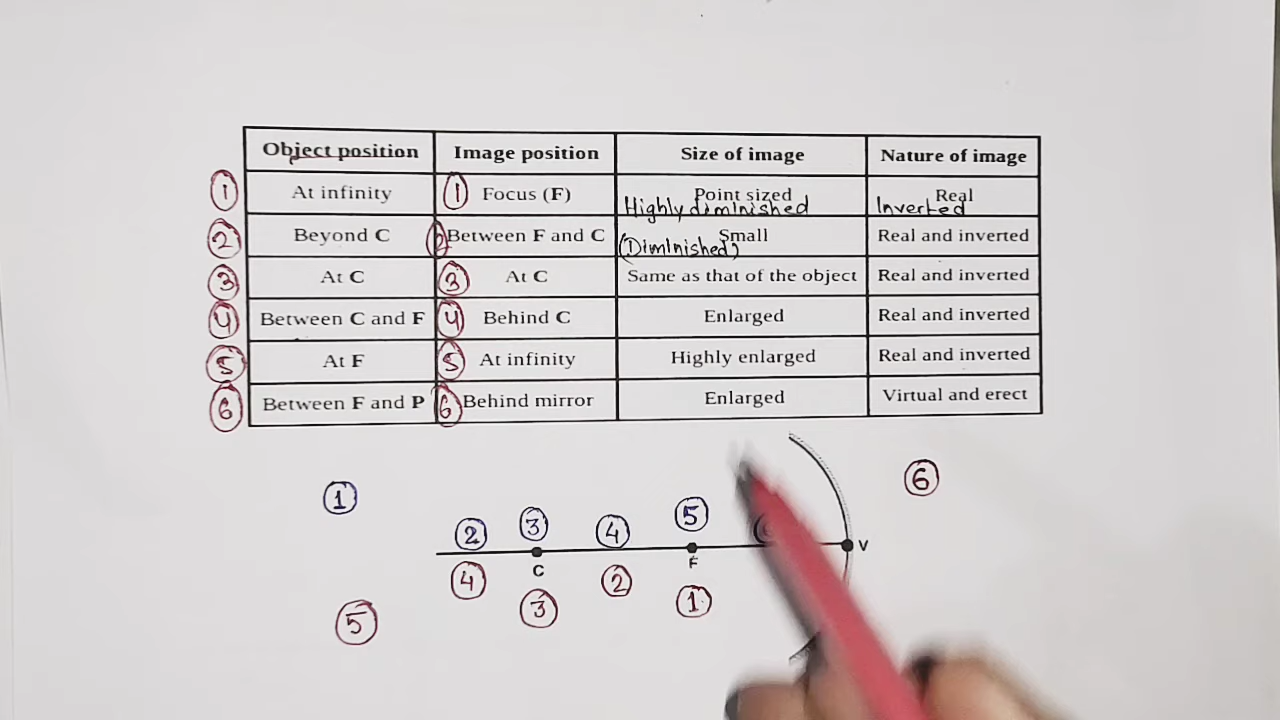 Object position Image position Size of image Nature of image
1 At infinity 1 Focus (F) Point sized Real
Highly diminished Inverted
2 Beyond C 2 Between F and C Small Real and inverted
(Diminished)
3 At C 3 At C Same as that of the object Real and inverted
4 Between C and F 4 Behind C Enlarged Real and inverted
5 At F 5 At infinity Highly enlarged Real and inverted
6 Between F and P 6 Behind mirror Enlarged Virtual and erect
1 6
2 3 4 5
C F V
4 3 2 1
5